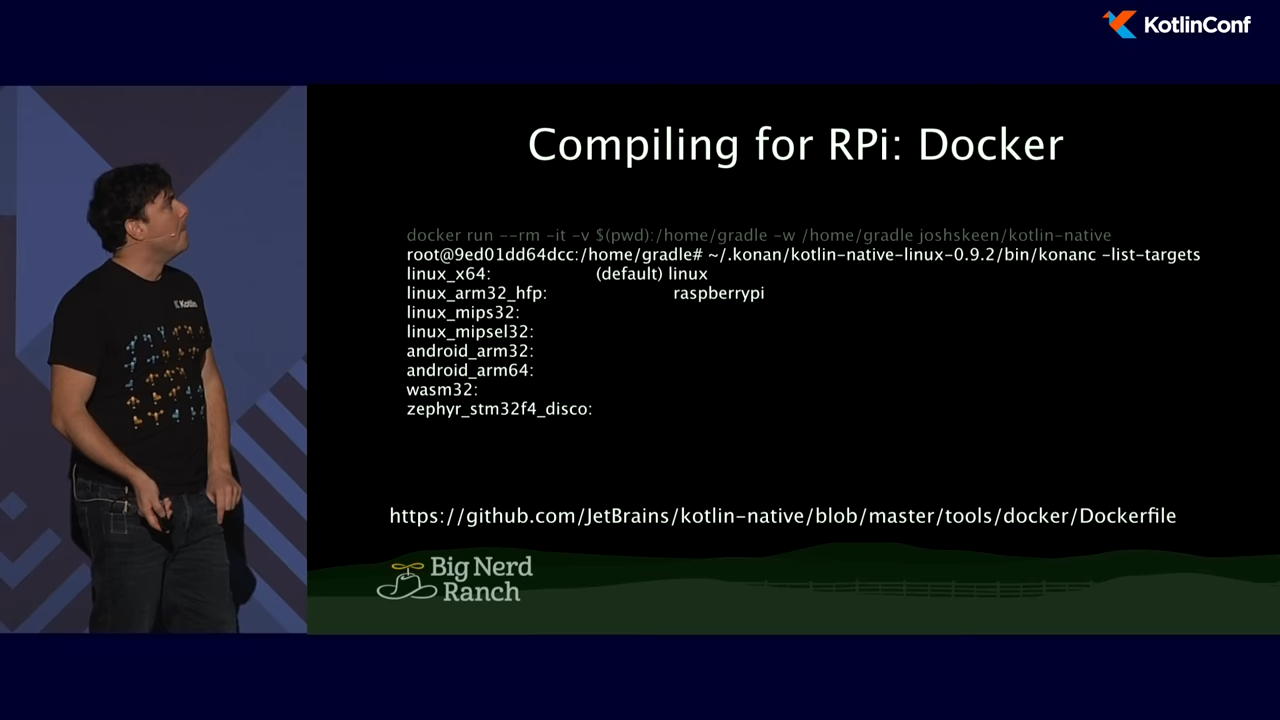 KotlinConf
Compiling for RPi: Docker
docker run --rm -it -v $(pwd):/home/gradle -w /home/gradle joshskeen/kotlin-native
root@9ed01dd64dcc:/home/gradle# ~/.konan/kotlin-native-linux-0.9.2/bin/konanc -list-targets
linux_x64: (default) linux
linux_arm32_hfp: raspberrypi
linux_mips32:
linux_mipsel32:
android_arm32:
android_arm64:
wasm32:
zephyr_stm32f4_disco:
https://github.com/JetBrains/kotlin-native/blob/master/tools/docker/Dockerfile
Big Nerd
Ranch
Kotlin